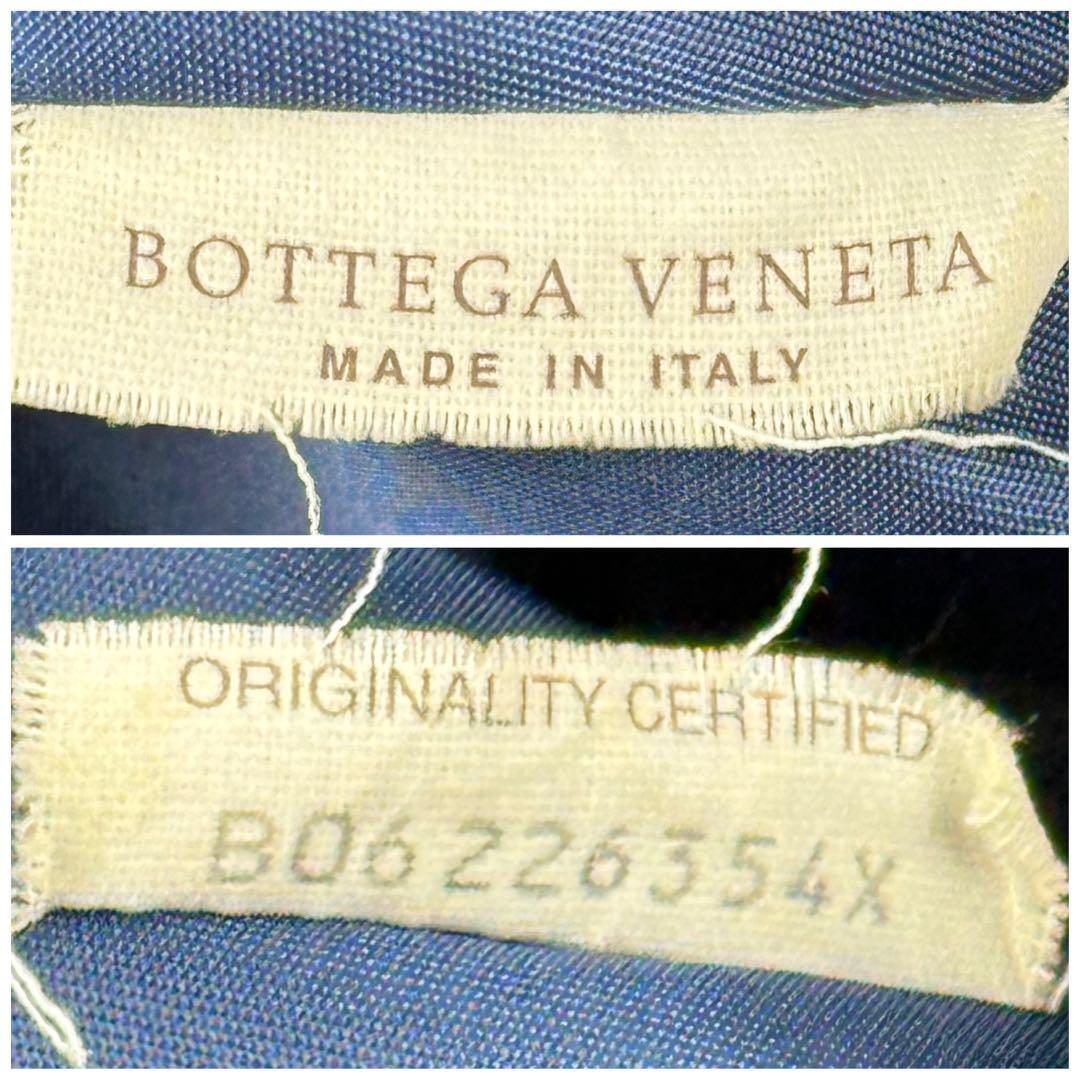 BOTTEGA VENETA
MADE IN ITALY
ORIGINALITY CERTIFIED
B06226354X